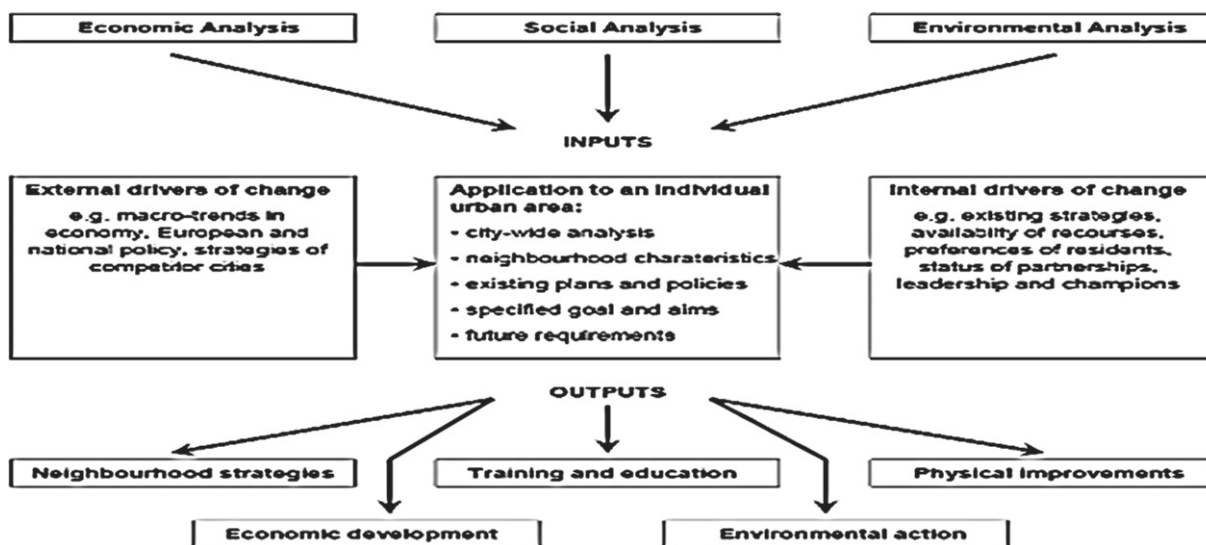 Economic Analysis
Social Analysis
Environmental Analysis
INPUTS
External drivers of change
e.g. macro-trends in
economy, European and
national policy, strategies of
competitor cities
Application to an individual
urban area:
- city-wide analysis
- neighbourhood charateristics
- existing plans and policies
- specified goal and aims
- future requirements
Internal drivers of change
e.g. existing strategies,
availability of recourses,
preferences of residents,
status of partnerships,
leadership and champions
OUTPUTS
Neighbourhood strategies
Training and education
Physical improvements
Economic development
Environmental action